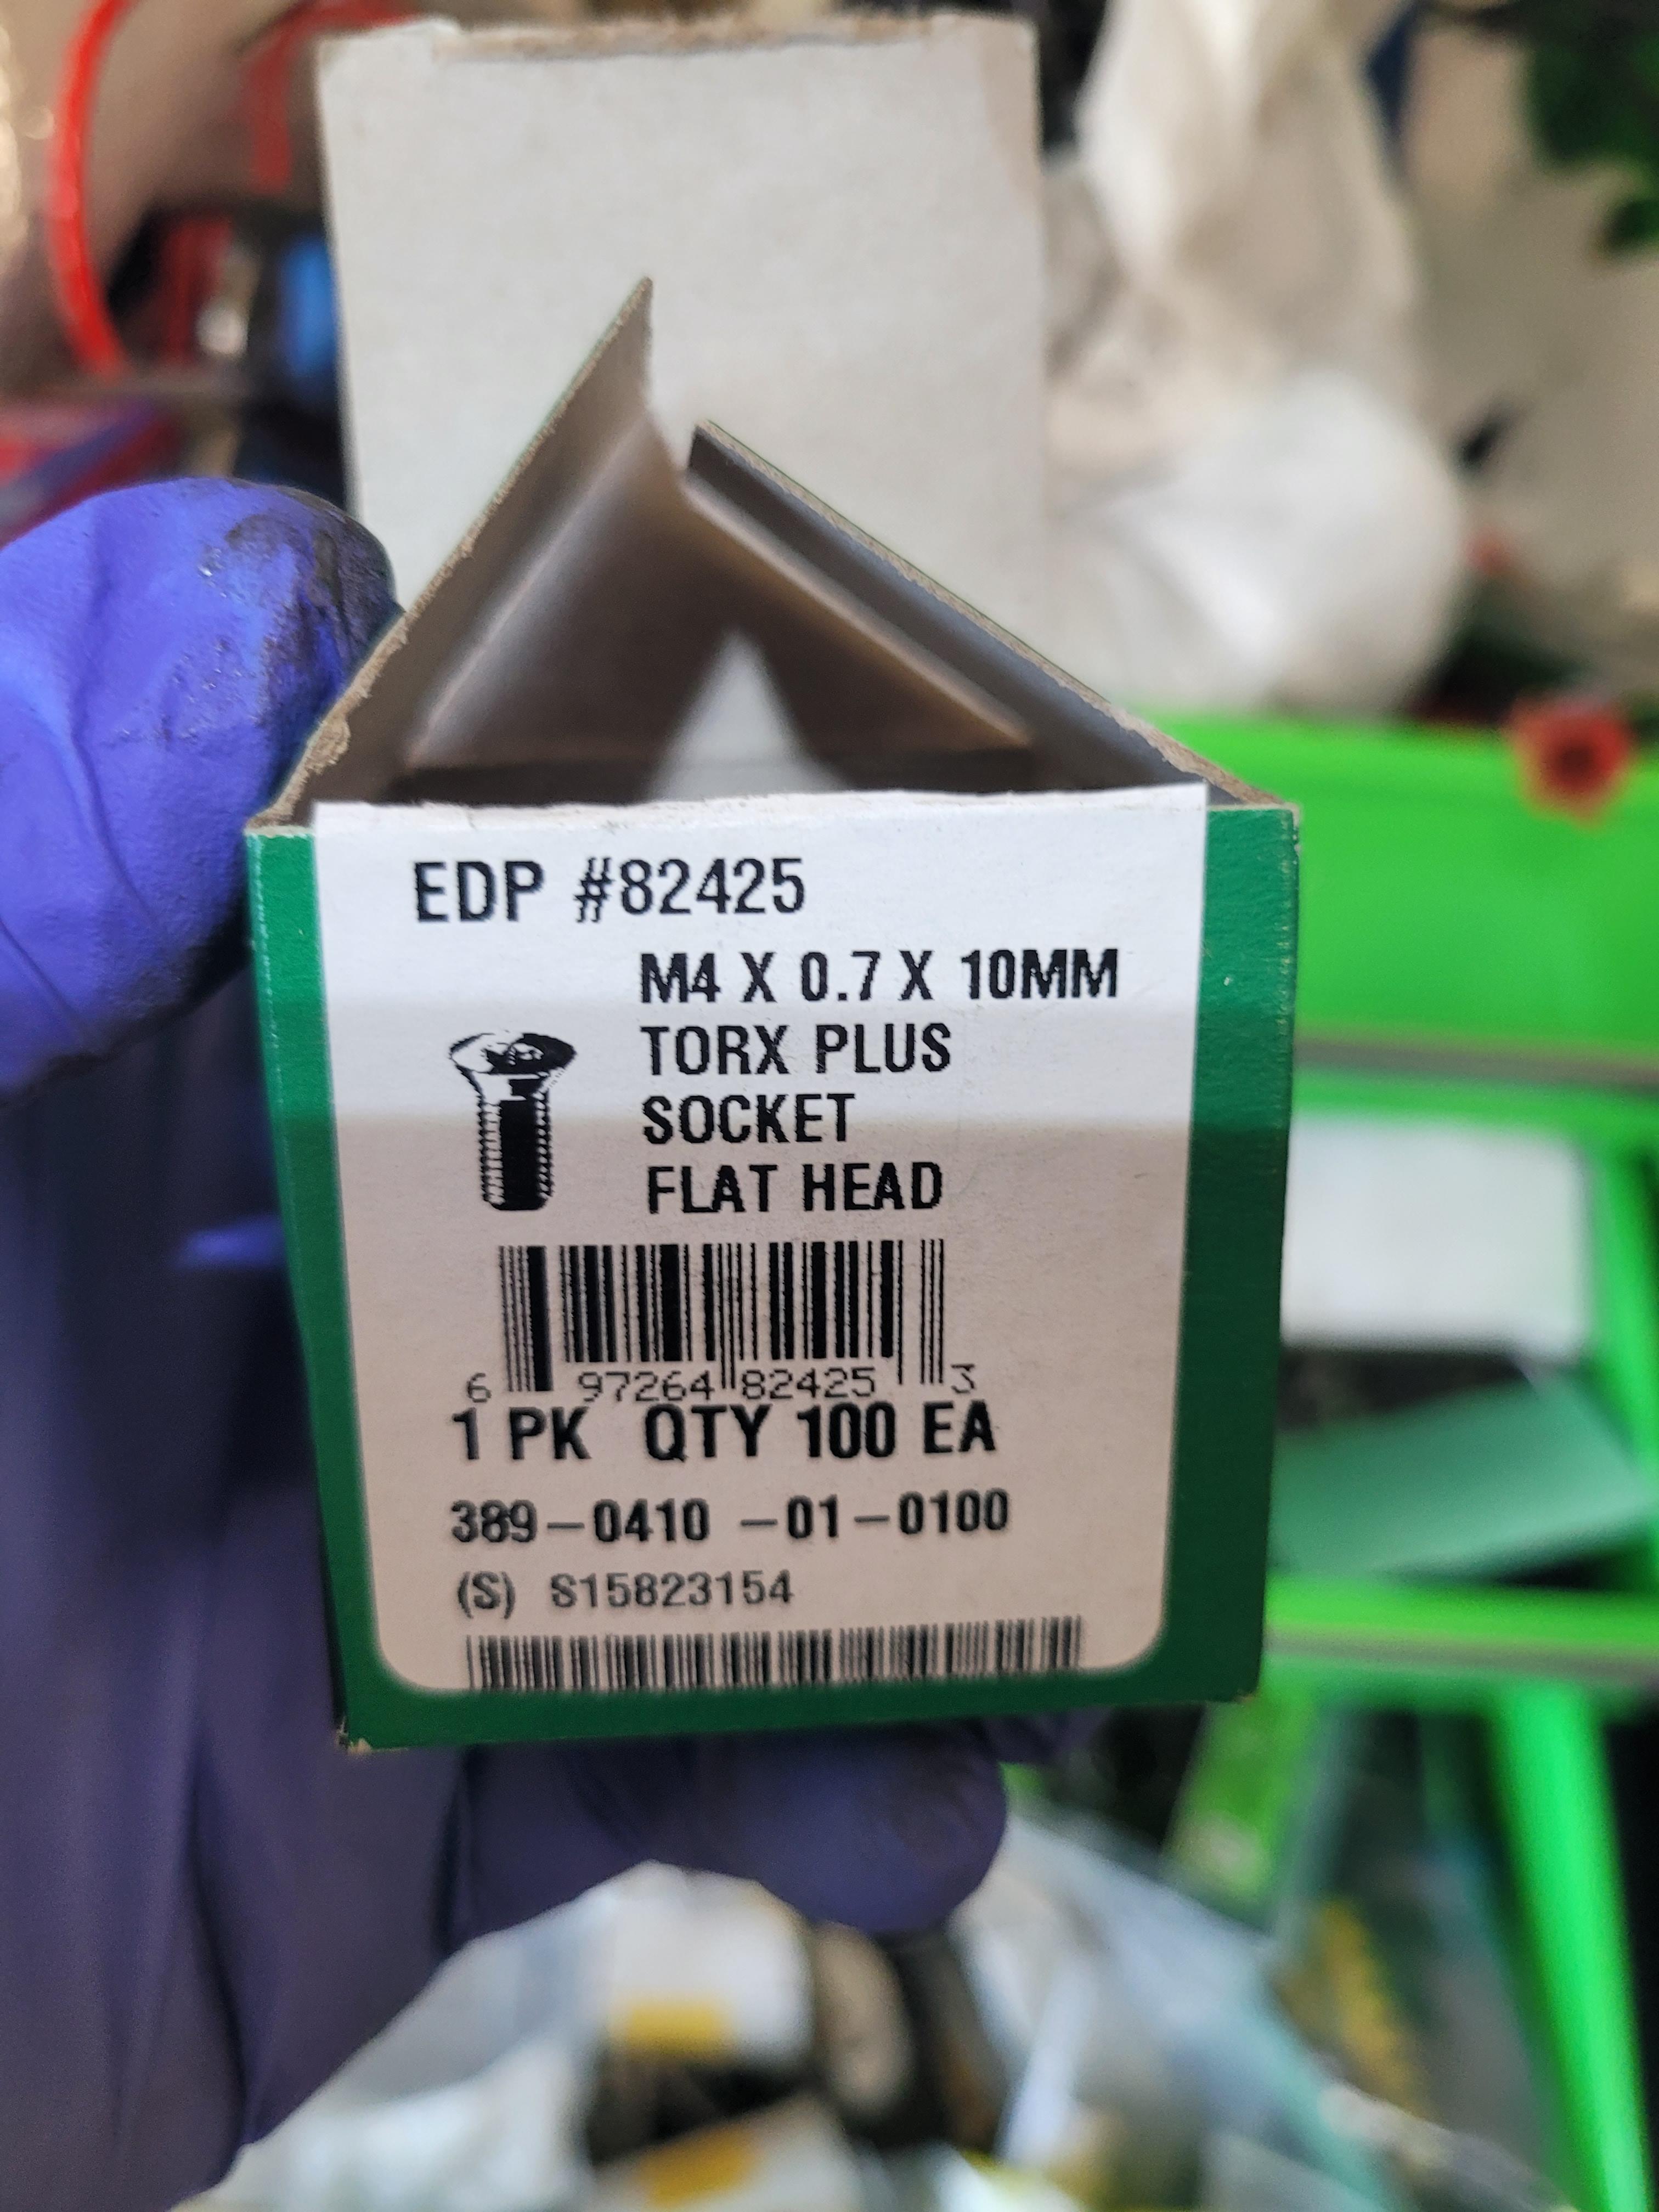 EDP #82425
M4 X 0.7 X 10MM
TORX PLUS
SOCKET
FLAT HEAD
6 97264 82425 3
1 PK QTY 100 EA
389-0410 -01-0100
(S) S15823154